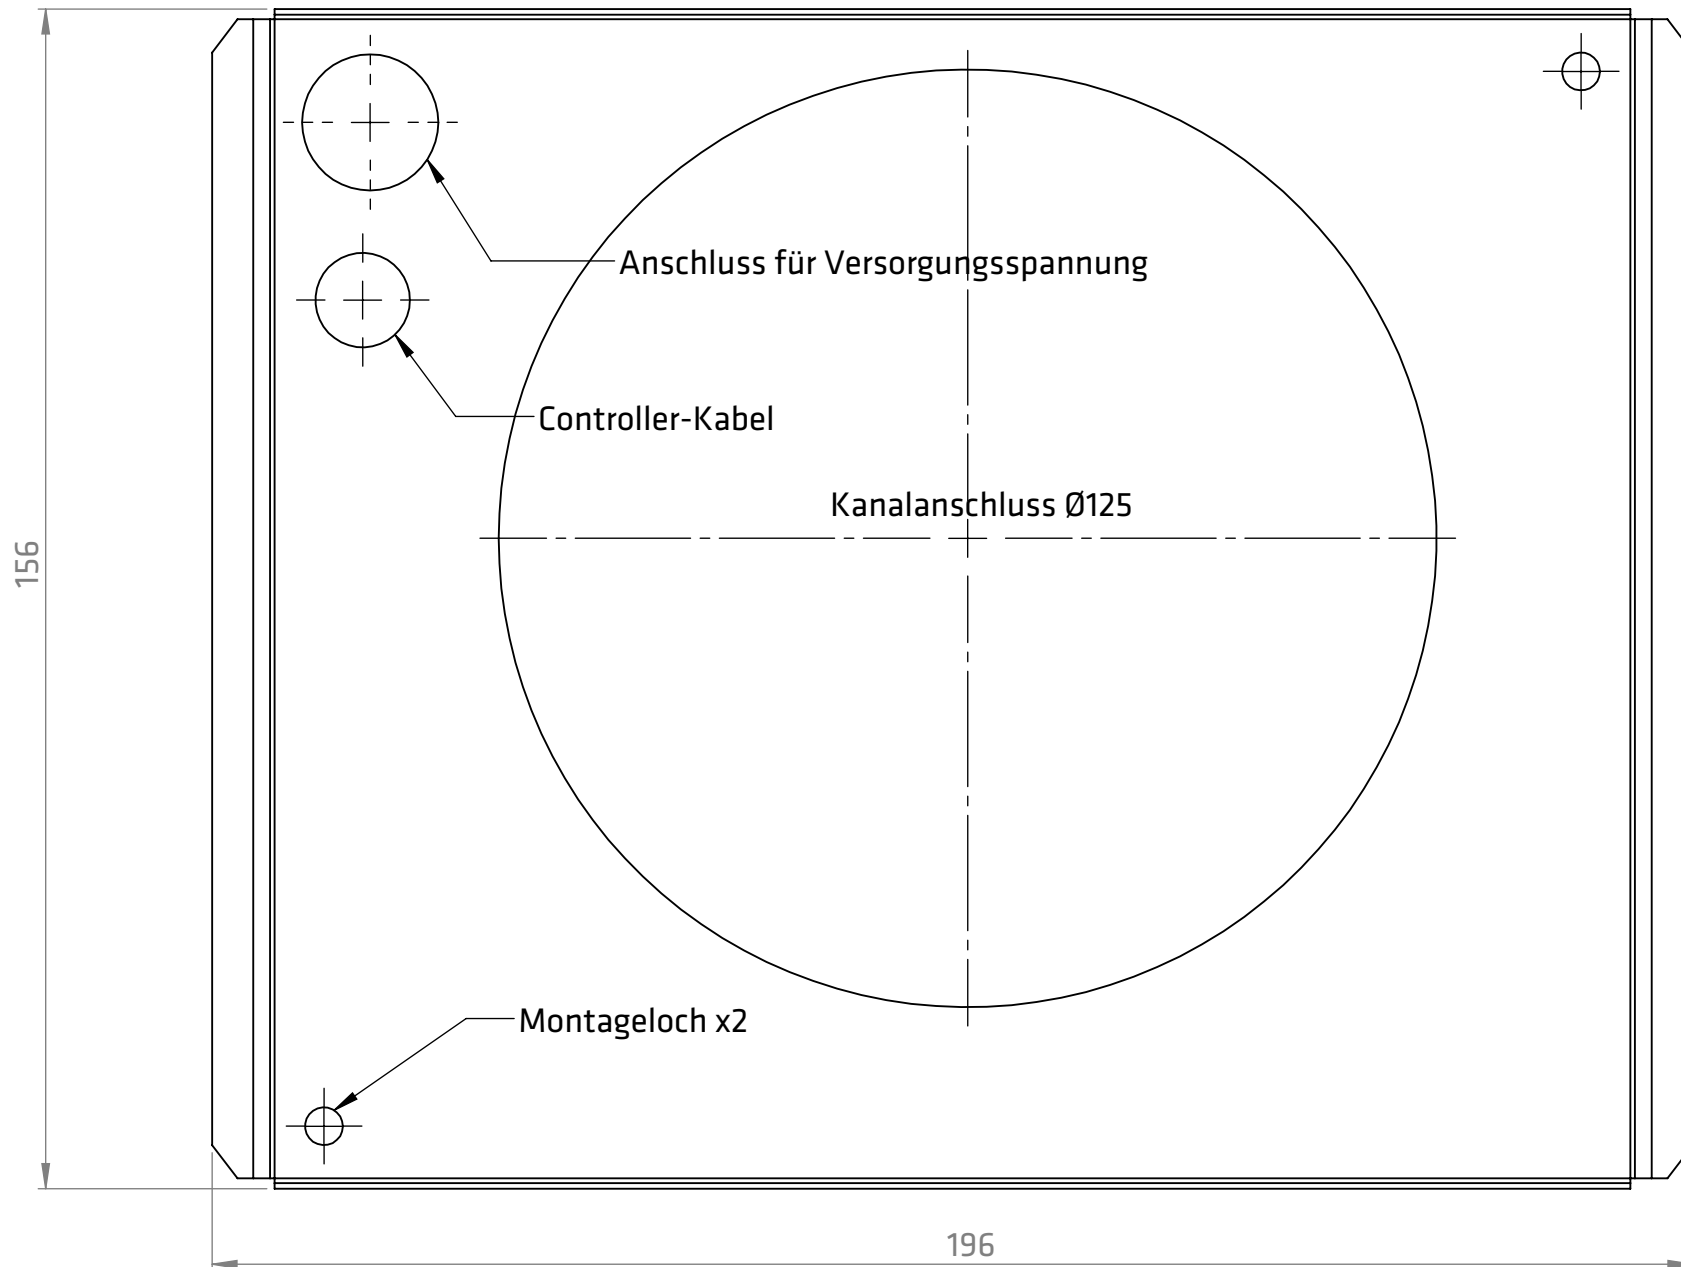 Anschluss für Versorgungsspannung
Controller-Kabel
Kanalanschluss Ø125
156
Montageloch x2
196